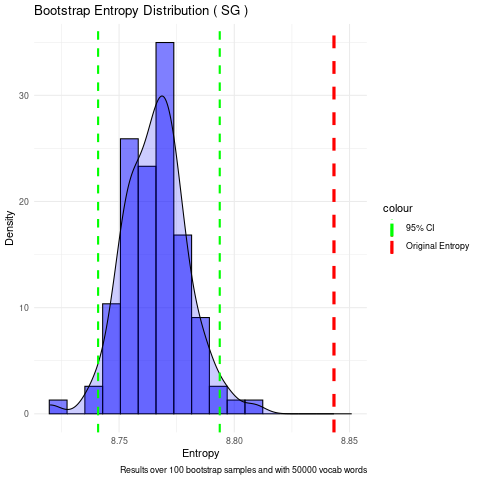 Bootstrap Entropy Distribution ( SG )
30
20
10
0
Density
8.75
8.80
8.85
Entropy
colour
95% CI
Original Entropy
Results over 100 bootstrap samples and with 50000 vocab words